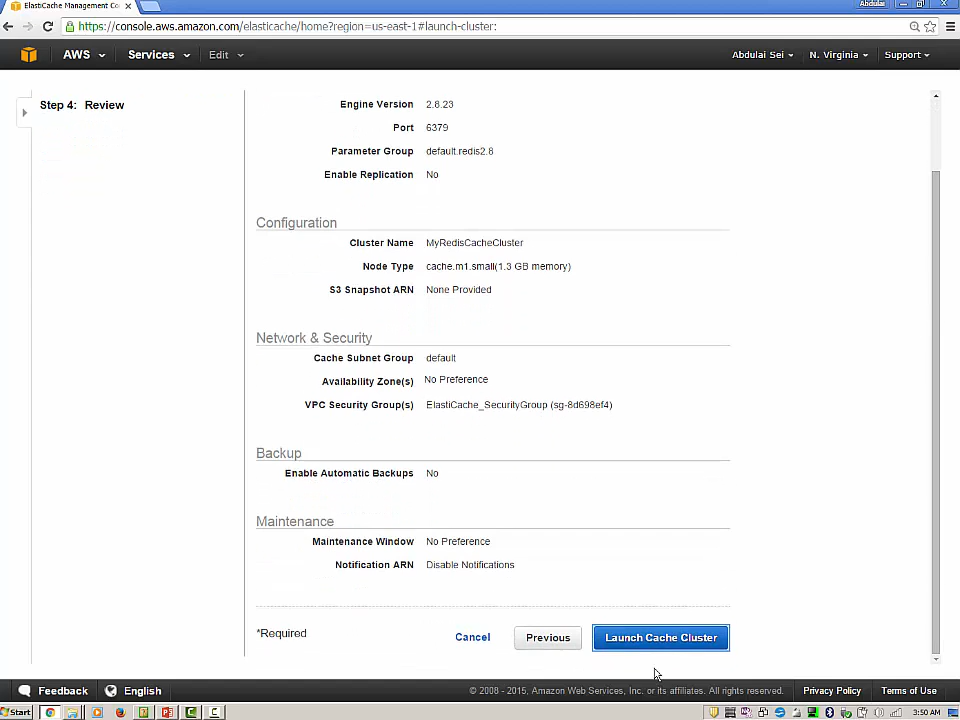 ElastiCache Management Co
Abdulai
https://console.aws.amazon.com/elasticache/home?region=us-east-1#launch-cluster:
AWS Services Edit Abdulai Sei N. Virginia Support
Step 4: Review
Engine Version 2.8.23
Port 6379
Parameter Group default.redis2.8
Enable Replication No
Configuration
Cluster Name MyRedisCacheCluster
Node Type cache.m1.small(1.3 GB memory)
S3 Snapshot ARN None Provided
Network & Security
Cache Subnet Group default
Availability Zone(s) No Preference
VPC Security Group(s) ElastiCache_SecurityGroup (sg-8d698ef4)
Backup
Enable Automatic Backups No
Maintenance
Maintenance Window No Preference
Notification ARN Disable Notifications
*Required Cancel Previous Launch Cache Cluster
Feedback English © 2008 - 2015, Amazon Web Services, Inc. or its affiliates. All rights reserved. Privacy Policy Terms of Use
Start 3:50 AM